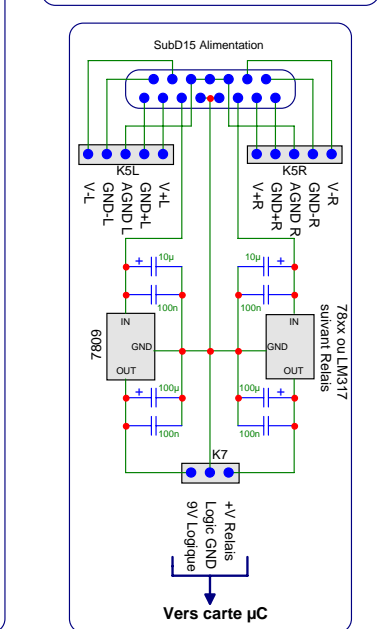 SubD15 Alimentation
K5L
K5R
V-L
GND-L
AGND L
GND+L
V+L
V+R
GND+R
AGND R
GND-R
V-R
+ 10µ
10µ +
100n
100n
7809
IN
GND
OUT
IN
GND
OUT
78xx ou LM317
suivant Relais
+ 100µ
100µ +
100n
100n
K7
9V Logique
Logic GND
+V Relais
Vers carte µC